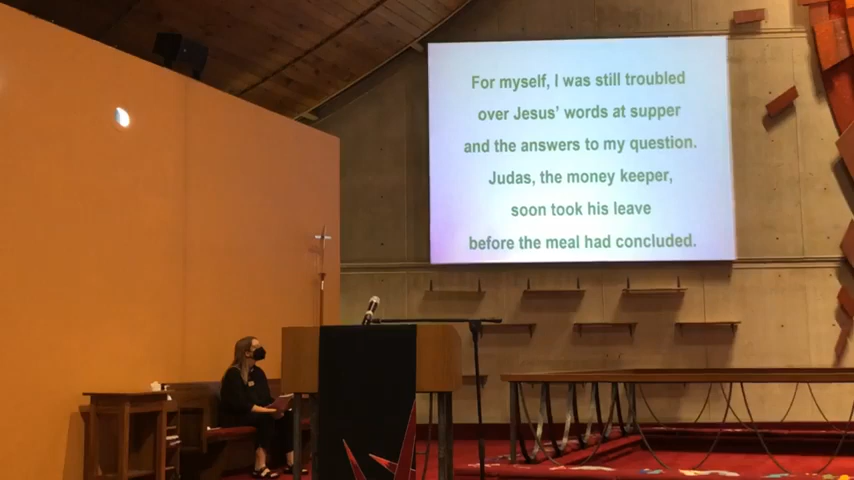 For myself, I was still troubled
over Jesus’ words at supper
and the answers to my question.
Judas, the money keeper,
soon took his leave
before the meal had concluded.